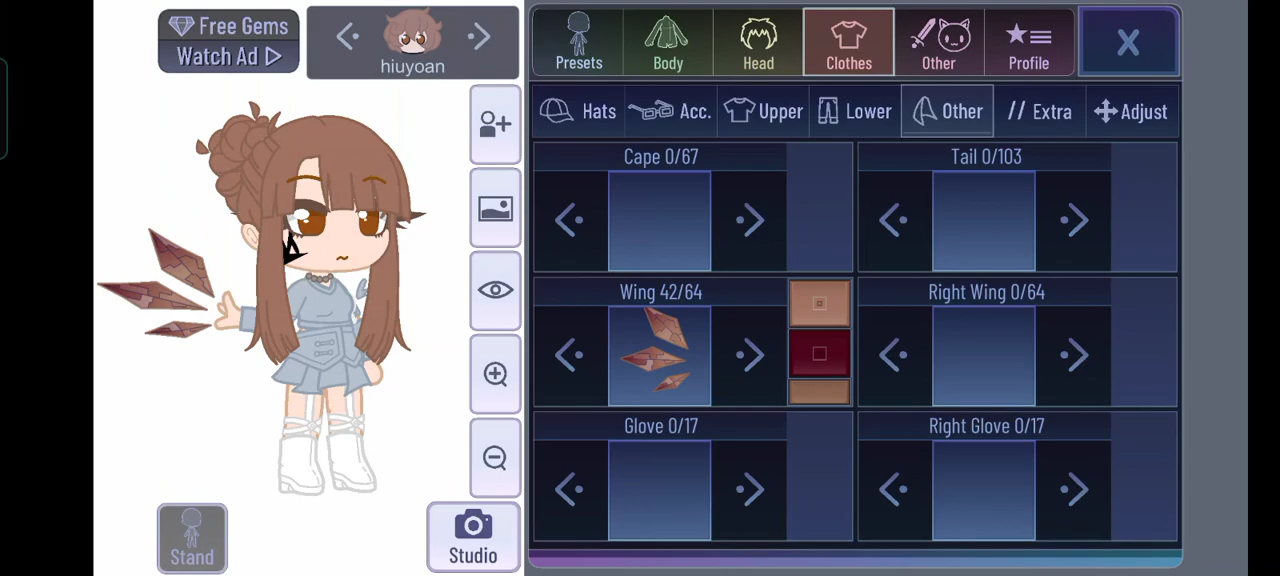 Free Gems
Watch Ad
hiuyoan
Presets
Body
Head
Clothes
Other
Profile
X
Hats
Acc.
Upper
Lower
Other
Extra
Adjust
Cape 0/67
Tail 0/103
Wing 42/64
Right Wing 0/64
Glove 0/17
Right Glove 0/17
Stand
Studio